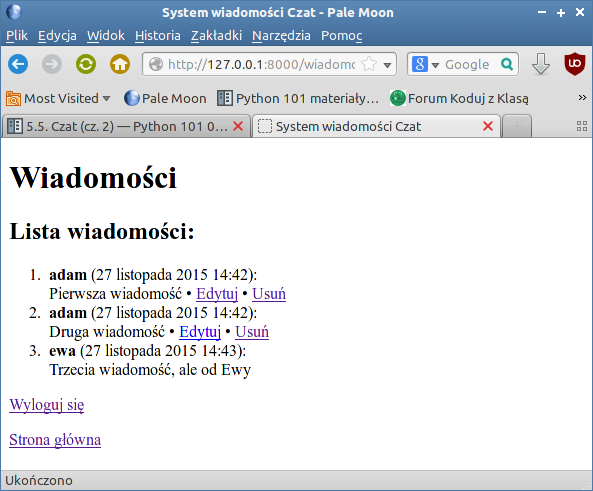 System wiadomości Czat - Pale Moon
Plik Edycja Widok Historia Zakładki Narzędzia Pomoc
http://127.0.0.1:8000/wiadomo Google
Most Visited Pale Moon Python 101 materiały... Forum Koduj z Klasą
5.5. Czat (cz. 2) — Python 101 0... System wiadomości Czat
Wiadomości
Lista wiadomości:
1. adam (27 listopada 2015 14:42):
Pierwsza wiadomość • Edytuj • Usuń
2. adam (27 listopada 2015 14:42):
Druga wiadomość • Edytuj • Usuń
3. ewa (27 listopada 2015 14:43):
Trzecia wiadomość, ale od Ewy
Wyloguj się
Strona główna
Ukończono